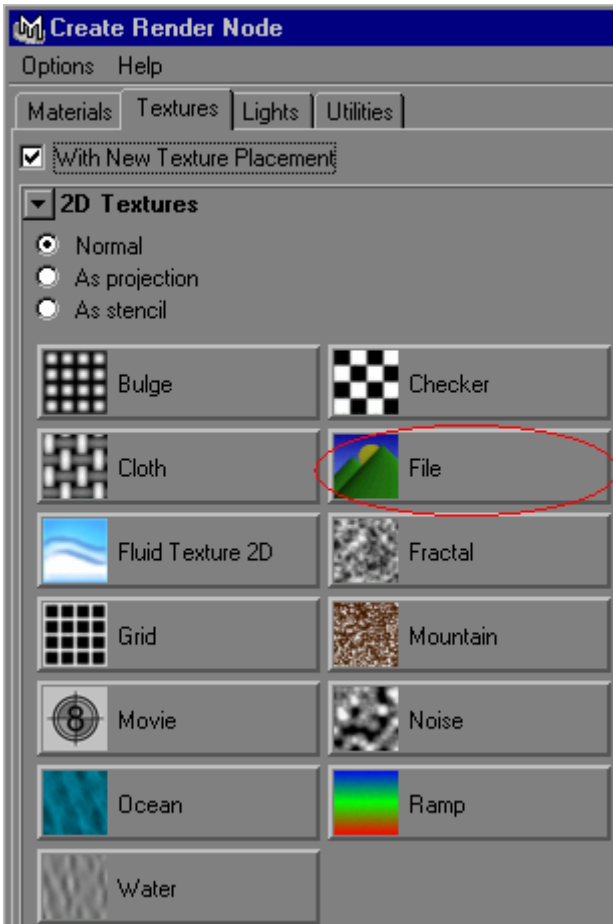 Create Render Node
Options Help
Materials Textures Lights Utilities
With New Texture Placement
2D Textures
Normal
As projection
As stencil
Bulge Checker
Cloth File
Fluid Texture 2D Fractal
Grid Mountain
8 Movie Noise
Ocean Ramp
Water